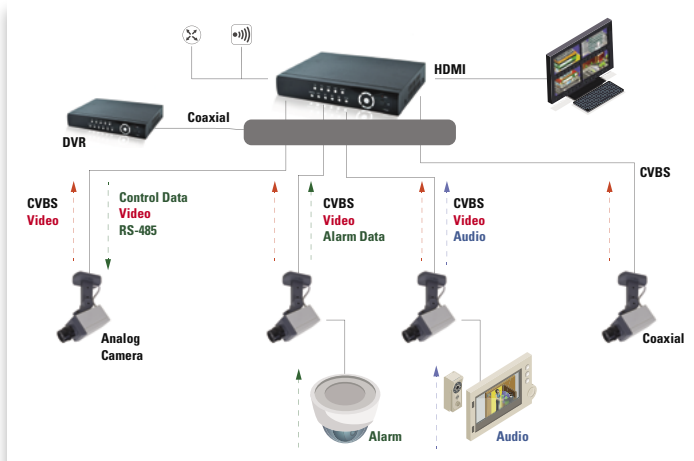 HDMI
Coaxial
DVR
CVBS
Video
Control Data
Video
RS-485
CVBS
Video
Alarm Data
CVBS
Video
Audio
CVBS
Analog
Camera
Coaxial
Alarm
Audio